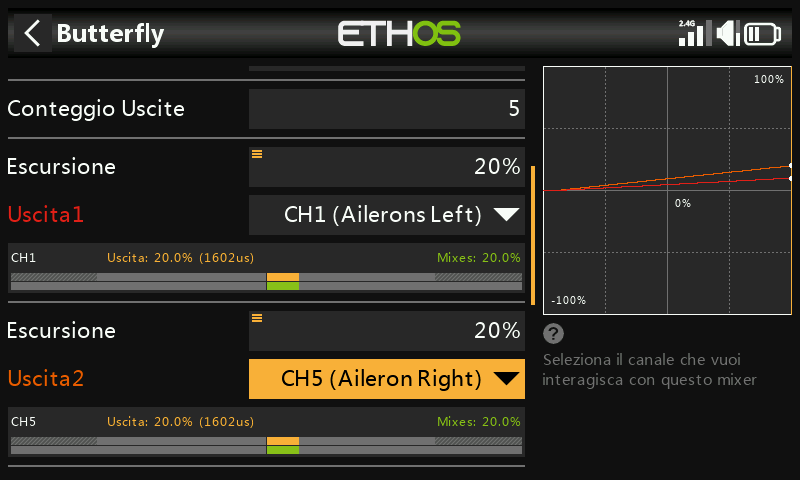 Butterfly
ETHOS
2.4G
Conteggio Uscite
5
Escursione
20%
Uscita1
CH1 (Ailerons Left)
CH1
Uscita: 20.0% (1602us)
Mixes: 20.0%
Escursione
20%
Uscita2
CH5 (Aileron Right)
CH5
Uscita: 20.0% (1602us)
Mixes: 20.0%
100%
0%
-100%
?
Seleziona il canale che vuoi
interagisca con questo mixer